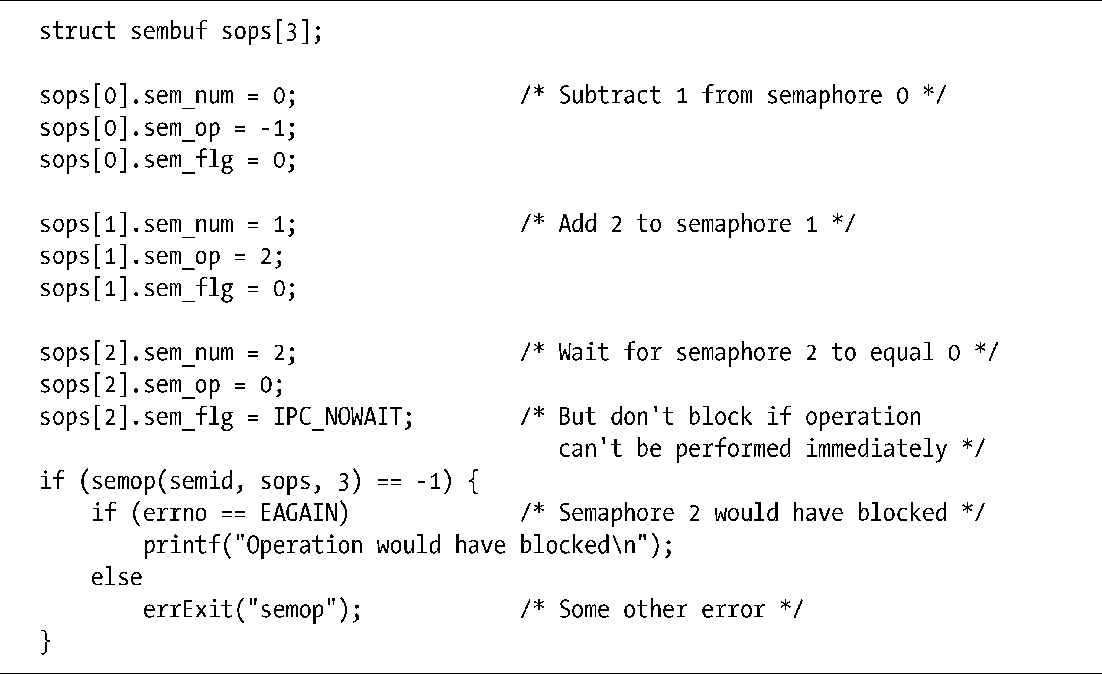 struct sembuf sops[3];
sops[0].sem_num = 0; /* Subtract 1 from semaphore 0 */
sops[0].sem_op = -1;
sops[0].sem_flg = 0;
sops[1].sem_num = 1; /* Add 2 to semaphore 1 */
sops[1].sem_op = 2;
sops[1].sem_flg = 0;
sops[2].sem_num = 2; /* Wait for semaphore 2 to equal 0 */
sops[2].sem_op = 0;
sops[2].sem_flg = IPC_NOWAIT; /* But don't block if operation
can't be performed immediately */
if (semop(semid, sops, 3) == -1) {
if (errno == EAGAIN) /* Semaphore 2 would have blocked */
printf("Operation would have blocked\n");
else
errExit("semop"); /* Some other error */
}